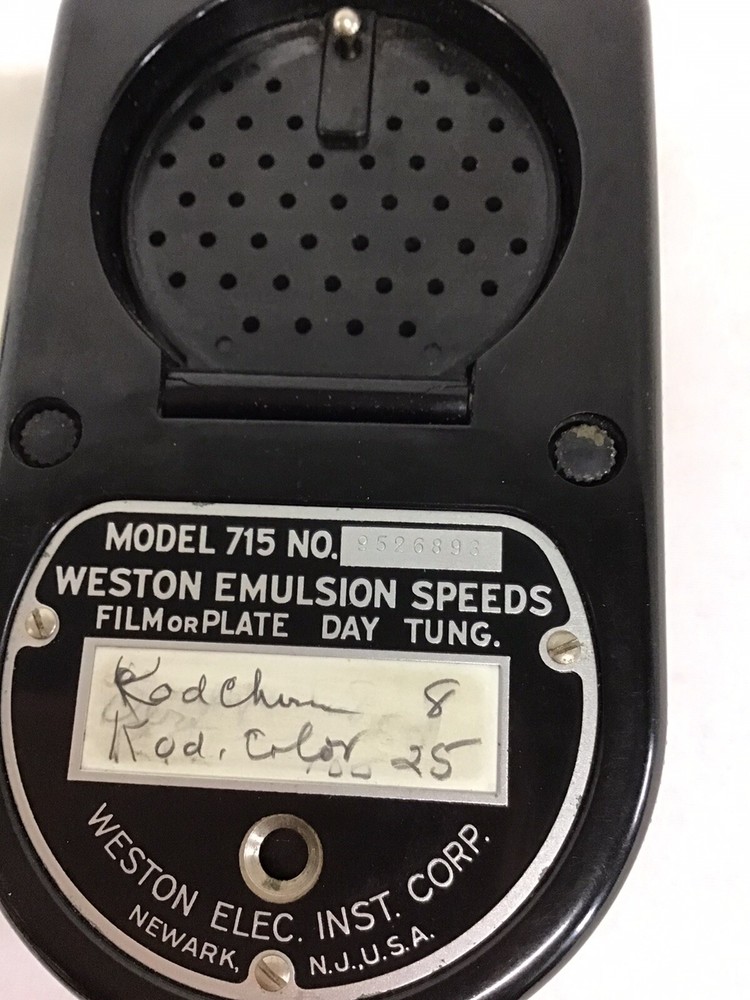 MODEL 715 NO. 9526893
WESTON EMULSION SPEEDS
FILM OR PLATE DAY TUNG.
KodChrom 8
Kod. Color 25
WESTON ELEC. INST. CORP.
NEWARK, N.J., U.S.A.